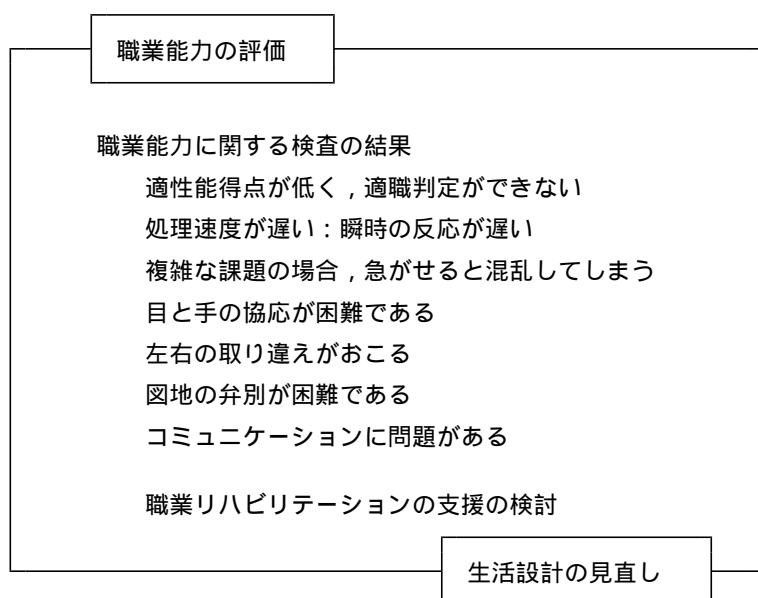 職業能力の評価
職業能力に関する検査の結果
適性能得点が低く，適職判定ができない
処理速度が遅い：瞬時の反応が遅い
複雑な課題の場合，急がせると混乱してしまう
目と手の協応が困難である
左右の取り違えがおこる
図地の弁別が困難である
コミュニケーションに問題がある
職業リハビリテーションの支援の検討
生活設計の見直し